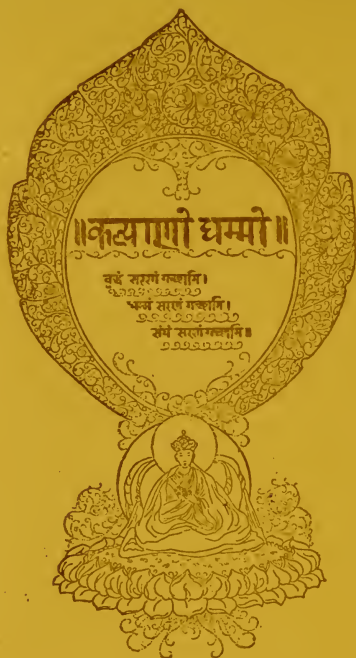 ॥कल्याणो धम्मो॥
बुद्धं सरणं गच्छामि।
धम्मं सरणं गच्छामि।
संघं सरणं गच्छामि॥